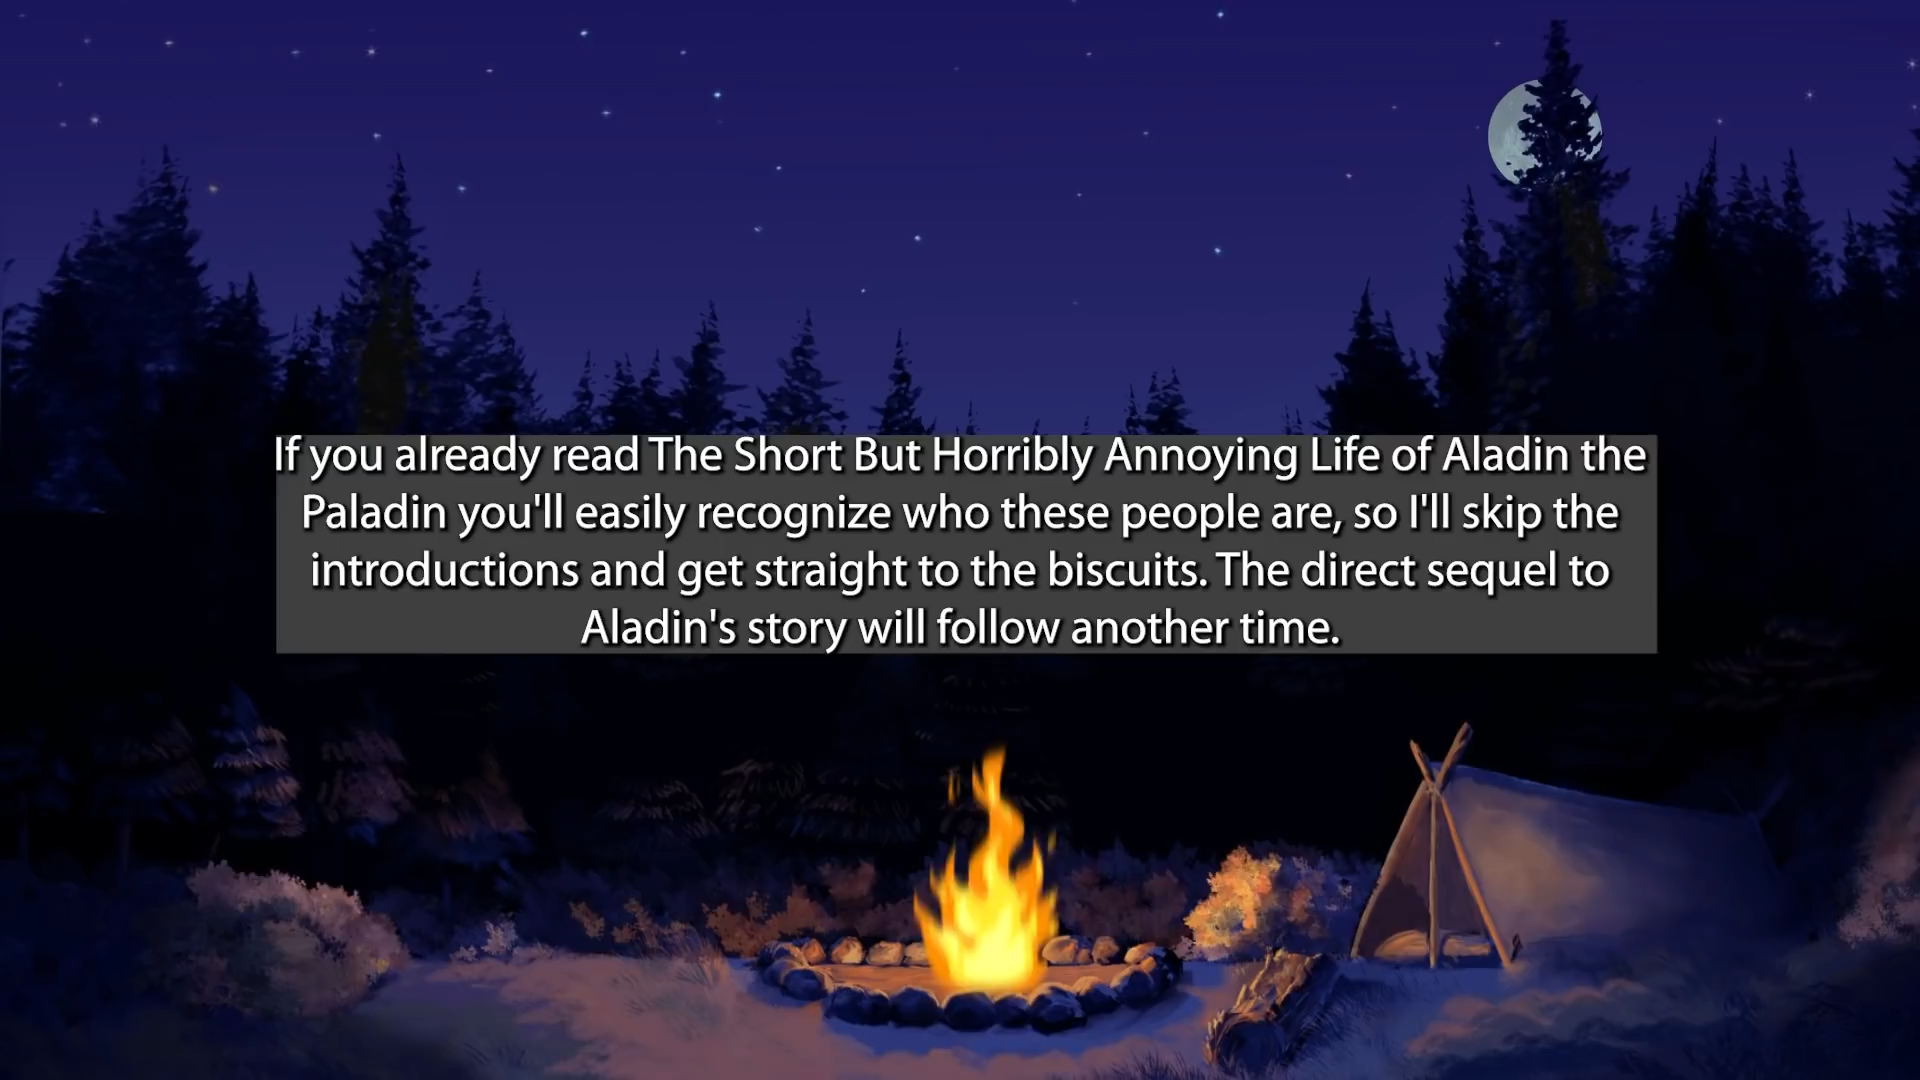 If you already read The Short But Horribly Annoying Life of Aladin the
Paladin you'll easily recognize who these people are, so I'll skip the
introductions and get straight to the biscuits. The direct sequel to
Aladin's story will follow another time.